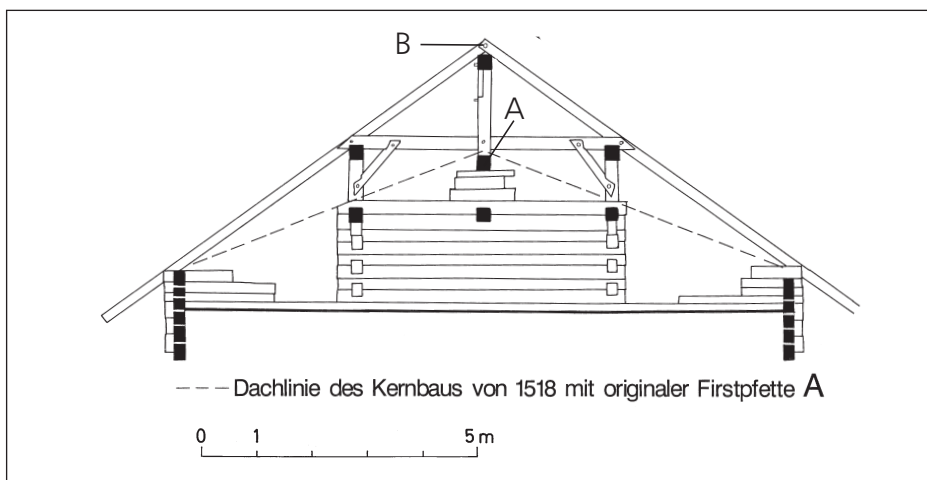 B
A
– – – Dachlinie des Kernbaus von 1518 mit originaler Firstpfette A
0 1 5 m